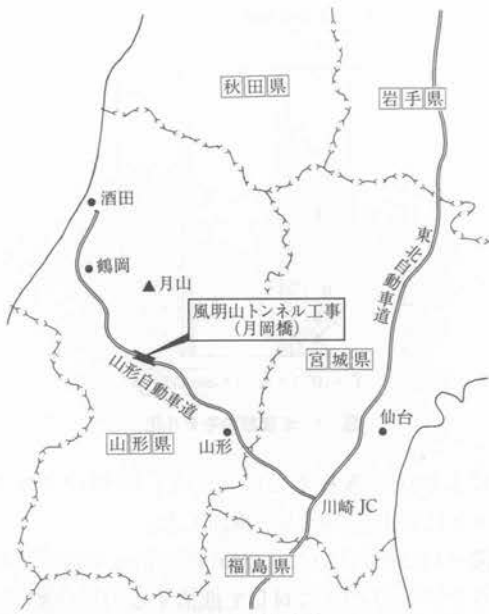 秋田県
岩手県
酒田
東北自動車道
鶴岡
月山
風明山トンネル工事
(月岡橋)
宮城県
山形自動車道
山形県
山形
仙台
川崎 JC
福島県